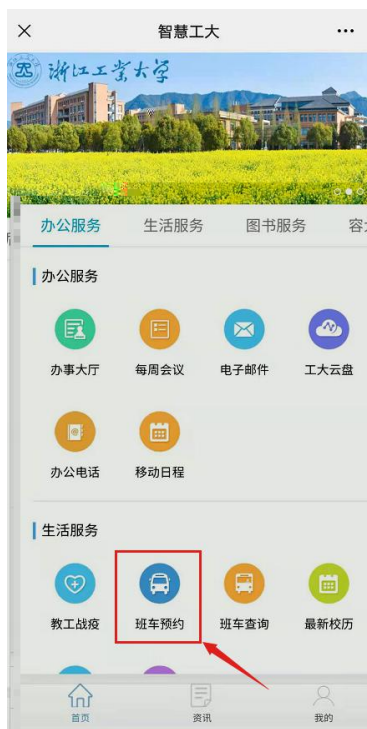 智慧工大
浙江工业大学
办公服务 生活服务 图书服务
办公服务
办事大厅 每周会议 电子邮件 工大云盘
办公电话 移动日程
生活服务
教工战疫 班车预约 班车查询 最新校历
首页 资讯 我的